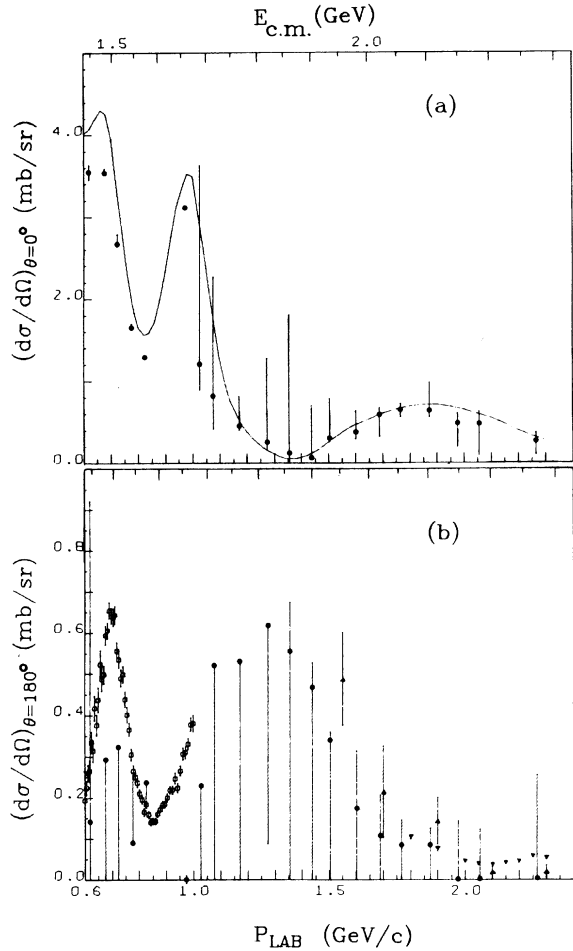 E_c.m. (GeV)
1.5 2.0
(a)
(dσ/dΩ)_θ=0° (mb/sr)
4.0
2.0
0.0
(b)
(dσ/dΩ)_θ=180° (mb/sr)
0.8
0.6
0.4
0.2
0.0
0.6 1.0 1.5 2.0
P_LAB (GeV/c)